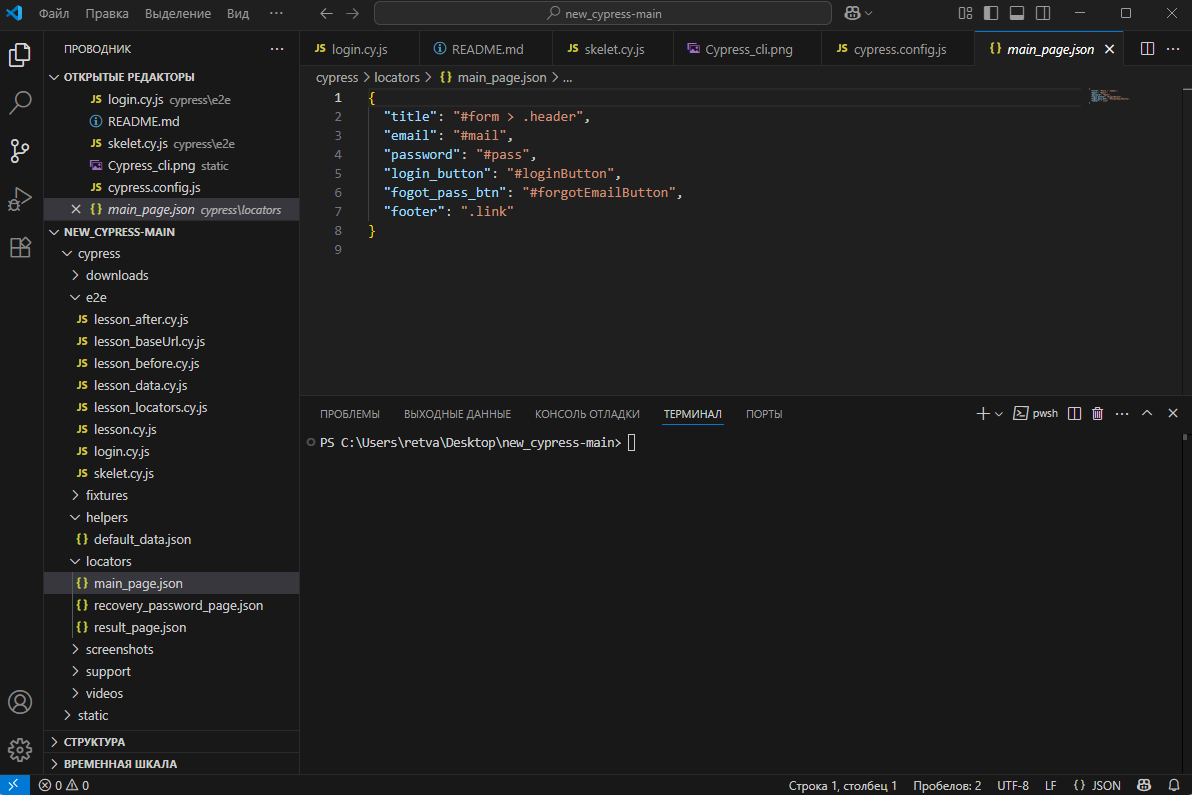 Файл Правка Выделение Вид ··· new_cypress-main
ПРОВОДНИК ···
ОТКРЫТЫЕ РЕДАКТОРЫ
JS login.cy.js cypress\e2e
README.md
JS skelet.cy.js cypress\e2e
Cypress_cli.png static
JS cypress.config.js
{} main_page.json cypress\locators
NEW_CYPRESS-MAIN
cypress
downloads
e2e
JS lesson_after.cy.js
JS lesson_baseUrl.cy.js
JS lesson_before.cy.js
JS lesson_data.cy.js
JS lesson_locators.cy.js
JS lesson.cy.js
JS login.cy.js
JS skelet.cy.js
fixtures
helpers
{} default_data.json
locators
{} main_page.json
{} recovery_password_page.json
{} result_page.json
screenshots
support
videos
static
СТРУКТУРА
ВРЕМЕННАЯ ШКАЛА
JS login.cy.js README.md JS skelet.cy.js Cypress_cli.png JS cypress.config.js {} main_page.json ···
cypress > locators > {} main_page.json > ...
1 {
2 "title": "#form > .header",
3 "email": "#mail",
4 "password": "#pass",
5 "login_button": "#loginButton",
6 "fogot_pass_btn": "#forgotEmailButton",
7 "footer": ".link"
8 }
9
ПРОБЛЕМЫ ВЫХОДНЫЕ ДАННЫЕ КОНСОЛЬ ОТЛАДКИ ТЕРМИНАЛ ПОРТЫ pwsh ···
PS C:\Users\retva\Desktop\new_cypress-main>
0 0 Строка 1, столбец 1 Пробелов: 2 UTF-8 LF {} JSON